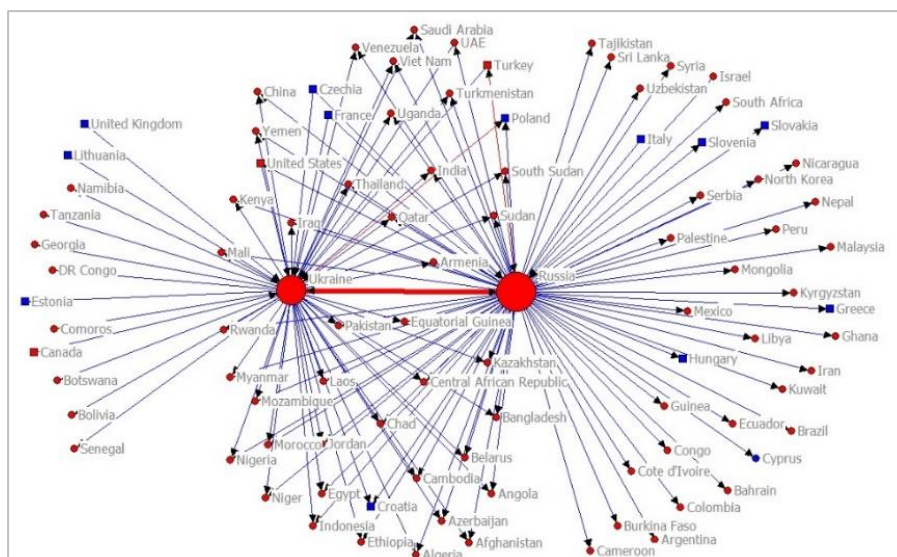 Saudi Arabia
Venezuela
UAE
Tajikistan
Viet Nam
Sri Lanka
Turkey
Syria
Israel
China
Czechia
Turkmenistan
Uzbekistan
South Africa
France
Uganda
Poland
United Kingdom
Slovakia
Yemen
Italy
Slovenia
Lithuania
United States
Nicaragua
India
South Sudan
North Korea
Namibia
Thailand
Serbia
Kenya
Nepal
Tanzania
Iraq
Qatar
Sudan
Peru
Georgia
Mali
Palestine
Malaysia
DR Congo
Armenia
Mongolia
Ukraine
Russia
Kyrgyzstan
Estonia
Mexico
Greece
Comoros
Rwanda
Pakistan
Equatorial Guinea
Libya
Ghana
Canada
Kazakhstan
Hungary
Iran
Botswana
Myanmar
Laos
Central African Republic
Kuwait
Mozambique
Guinea
Bolivia
Chad
Bangladesh
Ecuador
Brazil
Senegal
Morocco
Jordan
Congo
Nigeria
Belarus
Cyprus
Cote d'Ivoire
Cambodia
Niger
Egypt
Angola
Bahrain
Croatia
Colombia
Indonesia
Azerbaijan
Burkina Faso
Ethiopia
Afghanistan
Argentina
Algeria
Cameroon